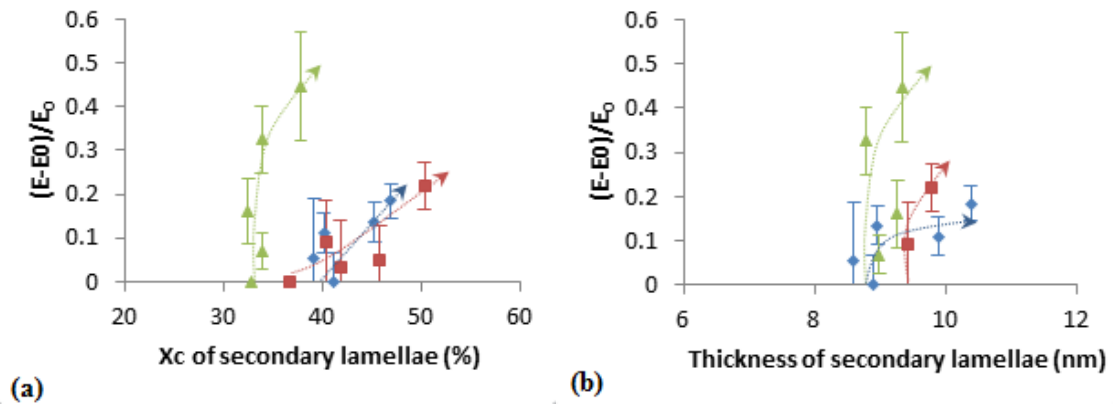 0.6
0.5
0.4
0.3
0.2
0.1
0
(E-E0)/E₀
20 30 40 50 60
Xc of secondary lamellae (%)
(a)
0.6
0.5
0.4
0.3
0.2
0.1
0
(E-E0)/E₀
6 8 10 12
Thickness of secondary lamellae (nm)
(b)